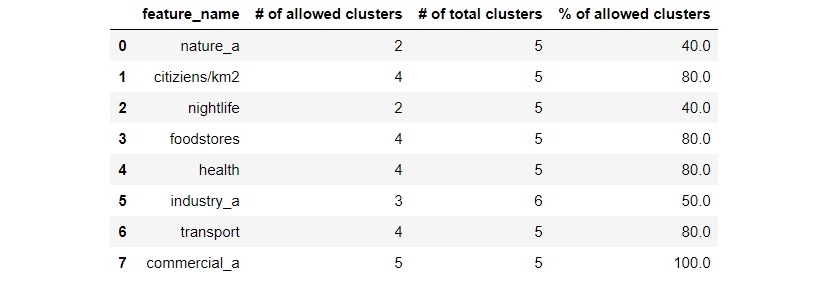 feature_name # of allowed clusters # of total clusters % of allowed clusters
0 nature_a 2 5 40.0
1 citiziens/km2 4 5 80.0
2 nightlife 2 5 40.0
3 foodstores 4 5 80.0
4 health 4 5 80.0
5 industry_a 3 6 50.0
6 transport 4 5 80.0
7 commercial_a 5 5 100.0